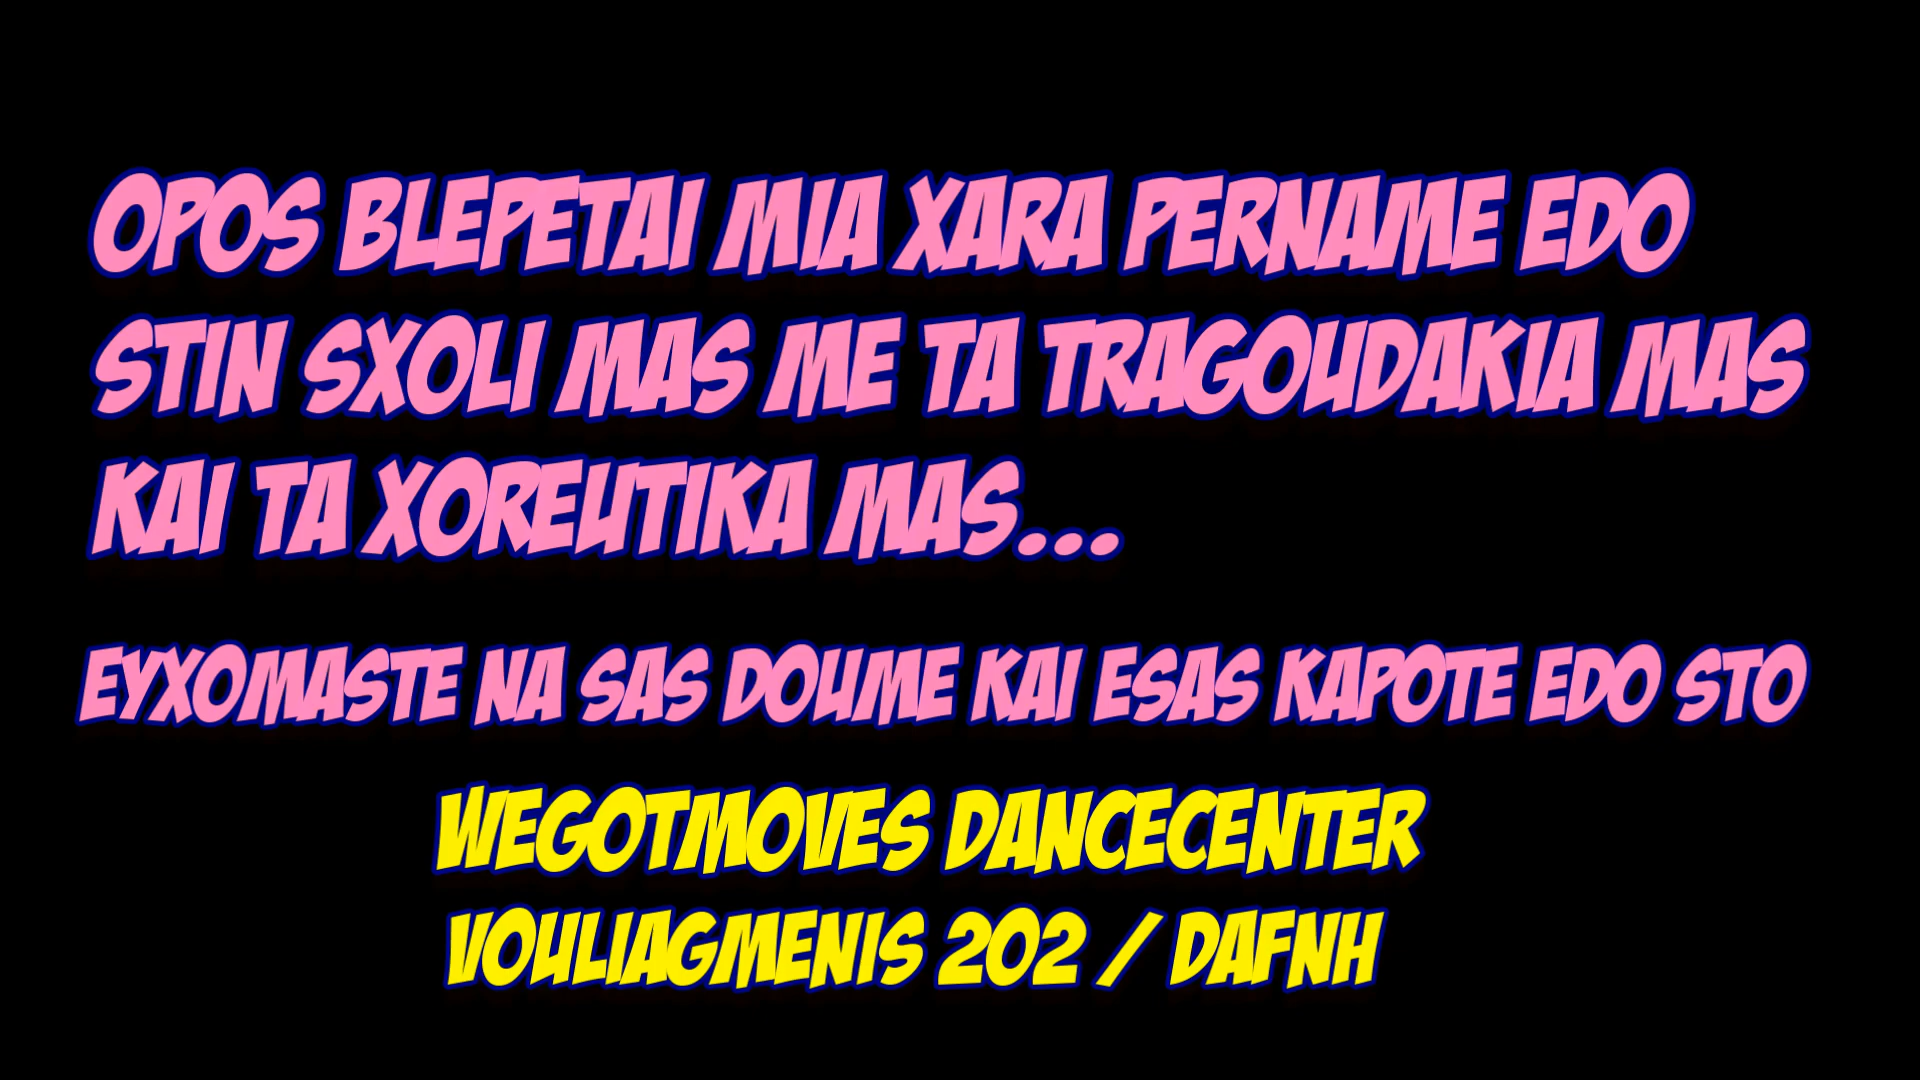 OPOS BLEPETAI MIA XARA PERNAME EDO
STIN SXOLI MAS ME TA TRAGOUDAKIA MAS
KAI TA XOREUTIKA MAS...
EYXOMASTE NA SAS DOUME KAI ESAS KAPOTE EDO STO
WEGOTMOVES DANCECENTER
VOULIAGMENIS 202 / DAFNH